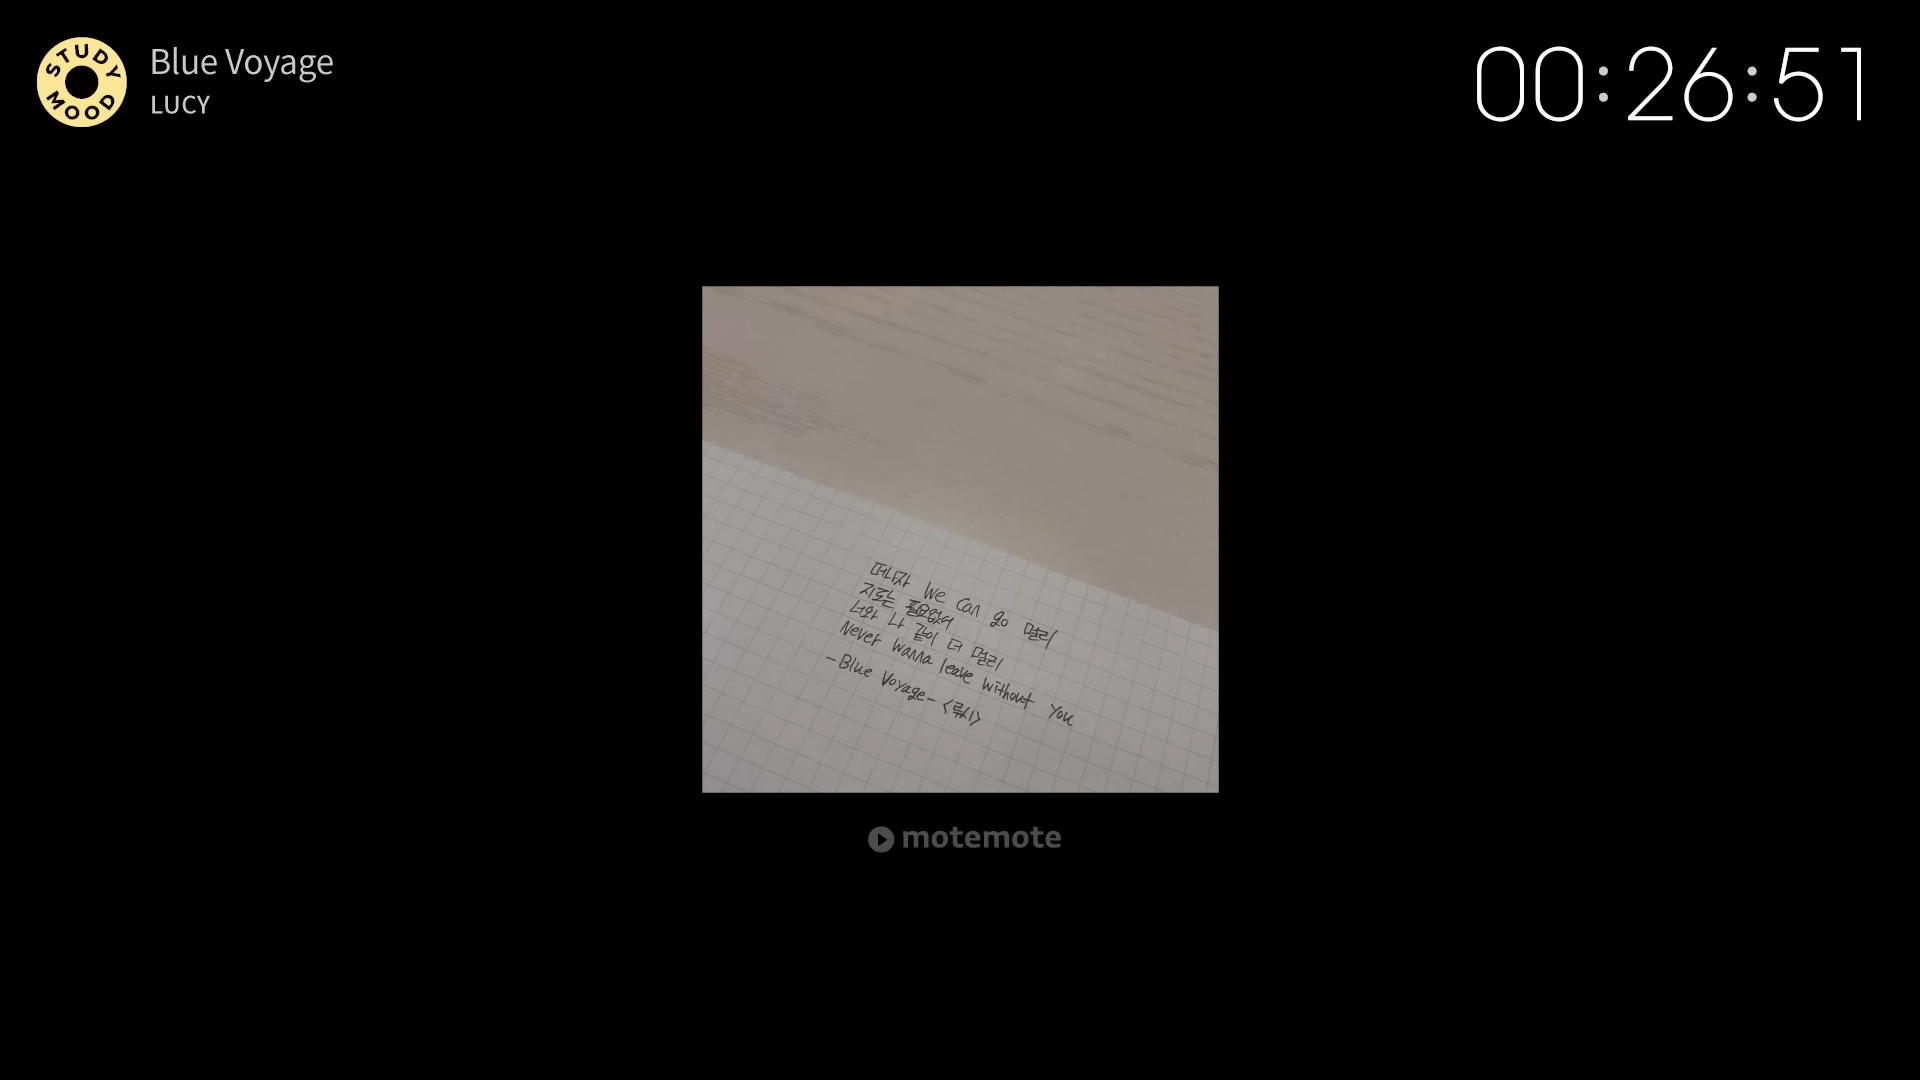 STUDY MOOD
Blue Voyage
LUCY
00:26:51
떠나자 We can go 멀리
지도는 필요없어
너와 나 같이 더 멀리
Never wanna leave without you
-Blue Voyage- <루시>
motemote